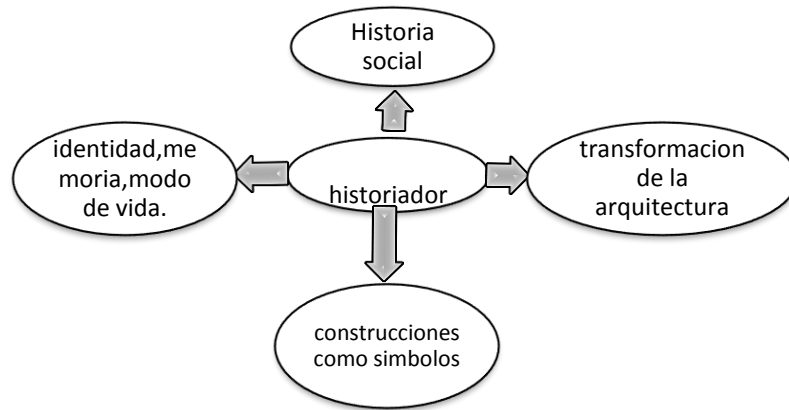 Historia
social
identidad,me
moria,modo
de vida.
historiador
transformacion
de la
arquitectura
construcciones
como simbolos